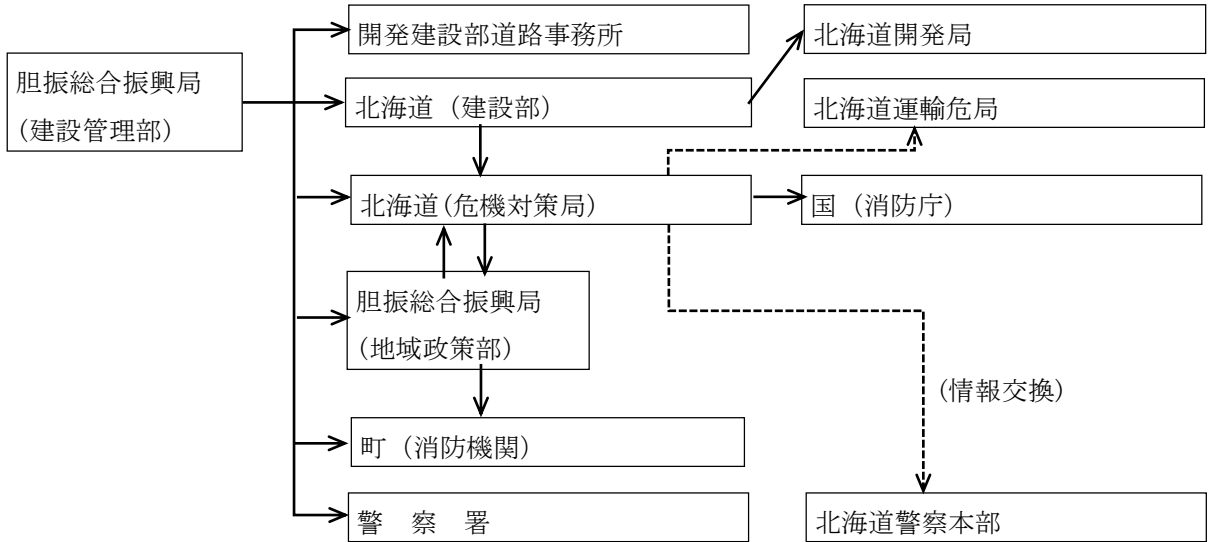 開発建設部道路事務所
北海道開発局
胆振総合振興局
(建設管理部)
北海道（建設部）
北海道運輸危局
北海道(危機対策局)
国（消防庁）
胆振総合振興局
(地域政策部)
(情報交換)
町（消防機関）
警　察　署
北海道警察本部